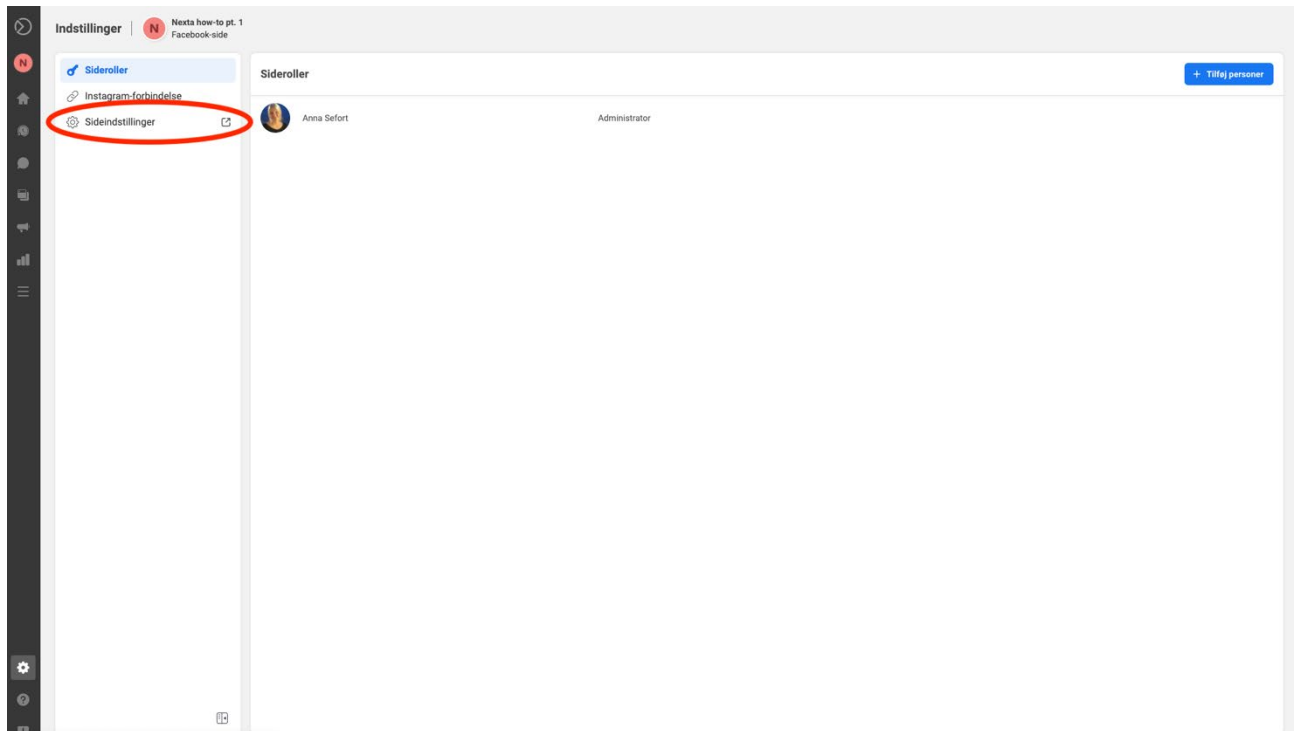 Indstillinger
N
Nexta how-to pt. 1
Facebook-side
N
Sideroller
Instagram-forbindelse
Sideindstillinger
Sideroller
+ Tilføj personer
Anna Sefort
Administrator